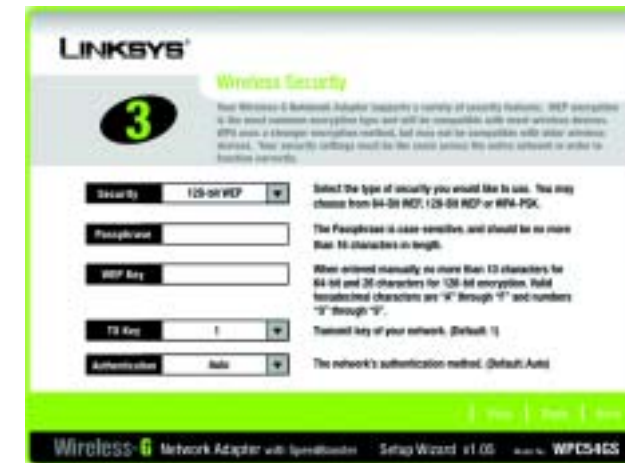 LINKSYS
Wireless Security
3
Your Wireless-G Network Adapter supports a variety of security features. WEP encryption
is the most common encryption type and will be compatible with most wireless devices.
WPA uses a stronger encryption method, but may not be compatible with older wireless
devices. Your security settings must be the same across the entire network in order to
function correctly.
Security
128-bit WEP
Select the type of security you would like to use. You may
choose from 64-Bit WEP, 128-Bit WEP or WPA-PSK.
Passphrase
The Passphrase is case-sensitive, and should be no more
than 16 characters in length.
WEP Key
When entered manually, no more than 10 characters for
64-bit and 26 characters for 128-bit encryption. Valid
hexadecimal characters are "A" through "F" and numbers
"0" through "9".
TX Key
1
Transmit key of your network. (Default: 1)
Authentication
Auto
The network's authentication method. (Default: Auto)
Wireless-G Network Adapter with SpeedBooster Setup Wizard v1.05 Model No. WPC54GS